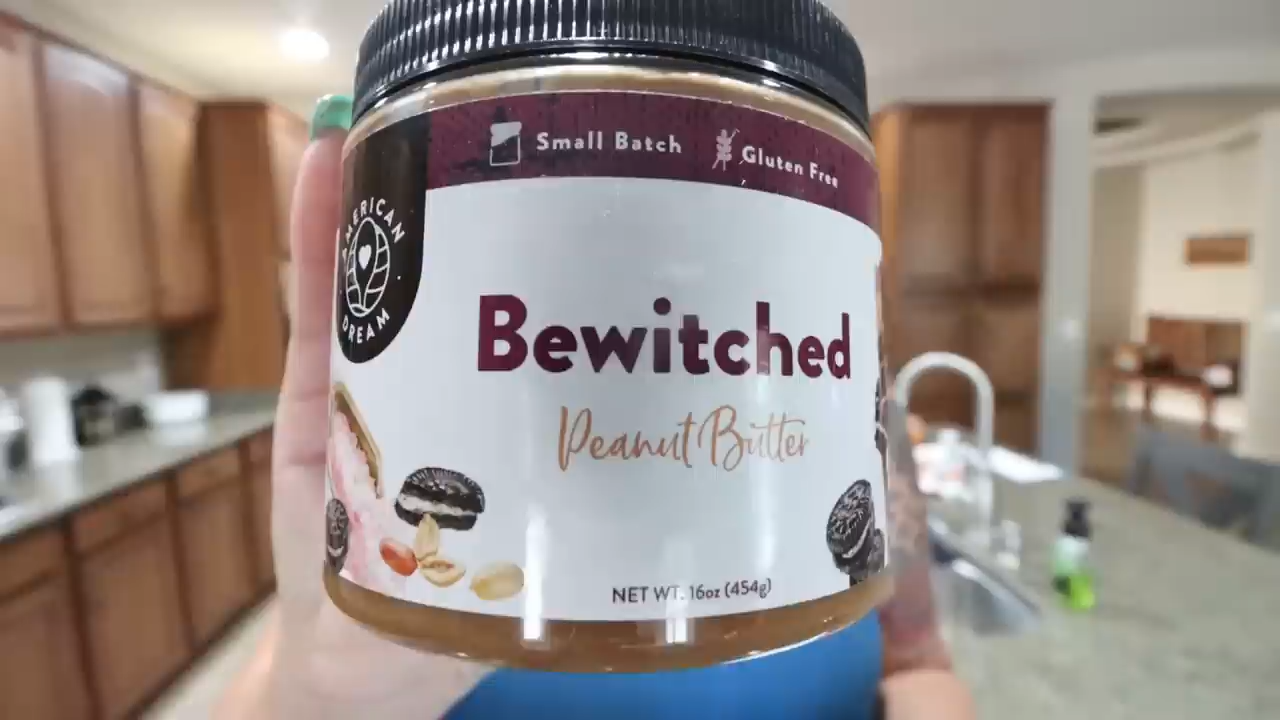 Small Batch
Gluten Free
AMERICAN
DREAM
Bewitched
Peanut Butter
NET WT. 16oz (454g)